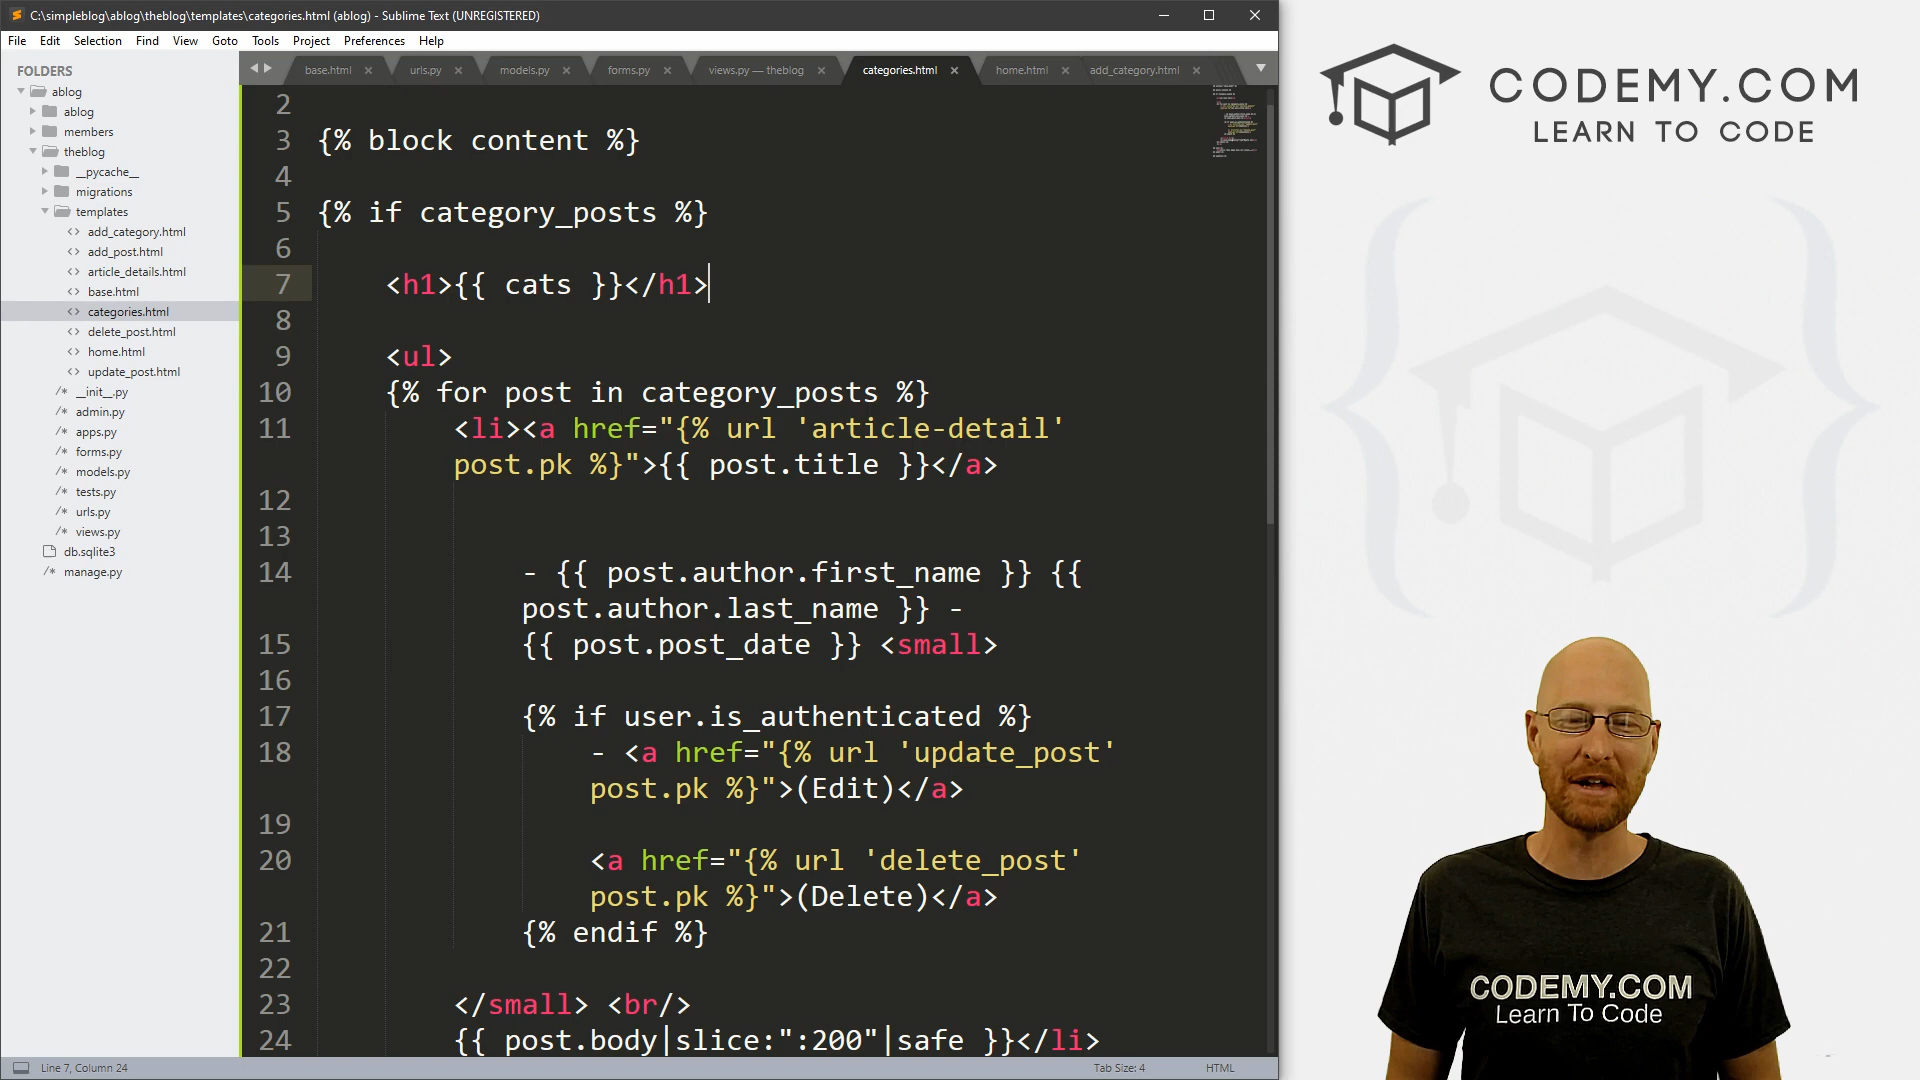 C:\simpleblog\ablog\theblog\templates\categories.html (ablog) - Sublime Text (UNREGISTERED)
File Edit Selection Find View Goto Tools Project Preferences Help
FOLDERS
ablog
ablog
members
theblog
__pycache__
migrations
templates
add_category.html
add_post.html
article_details.html
base.html
categories.html
delete_post.html
home.html
update_post.html
__init__.py
admin.py
apps.py
forms.py
models.py
tests.py
urls.py
views.py
db.sqlite3
manage.py
base.html urls.py models.py forms.py views.py — theblog categories.html home.html add_category.html
2
3 {% block content %}
4
5 {% if category_posts %}
6
7 <h1>{{ cats }}</h1>
8
9 <ul>
10 {% for post in category_posts %}
11 <li><a href="{% url 'article-detail'
post.pk %}">{{ post.title }}</a>
12
13
14 - {{ post.author.first_name }} {{
post.author.last_name }} -
15 {{ post.post_date }} <small>
16
17 {% if user.is_authenticated %}
18 - <a href="{% url 'update_post'
post.pk %}">(Edit)</a>
19
20 <a href="{% url 'delete_post'
post.pk %}">(Delete)</a>
21 {% endif %}
22
23 </small> <br/>
24 {{ post.body|slice:":200"|safe }}</li>
Line 7, Column 24
Tab Size: 4
HTML
CODEMY.COM
LEARN TO CODE
CODEMY.COM
Learn To Code